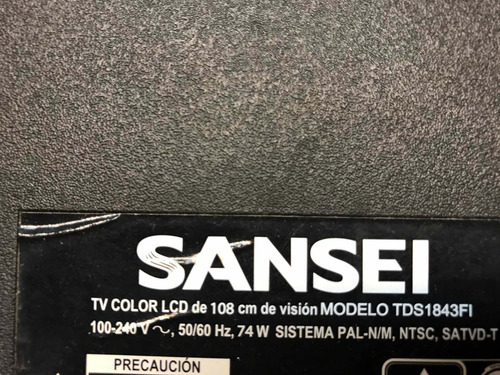 SANSEI
TV COLOR LCD de 108 cm de visión MODELO TDS1843FI
100-240 V ~, 50/60 Hz, 74 W SISTEMA PAL-N/M, NTSC, SATVD-T
PRECAUCIÓN